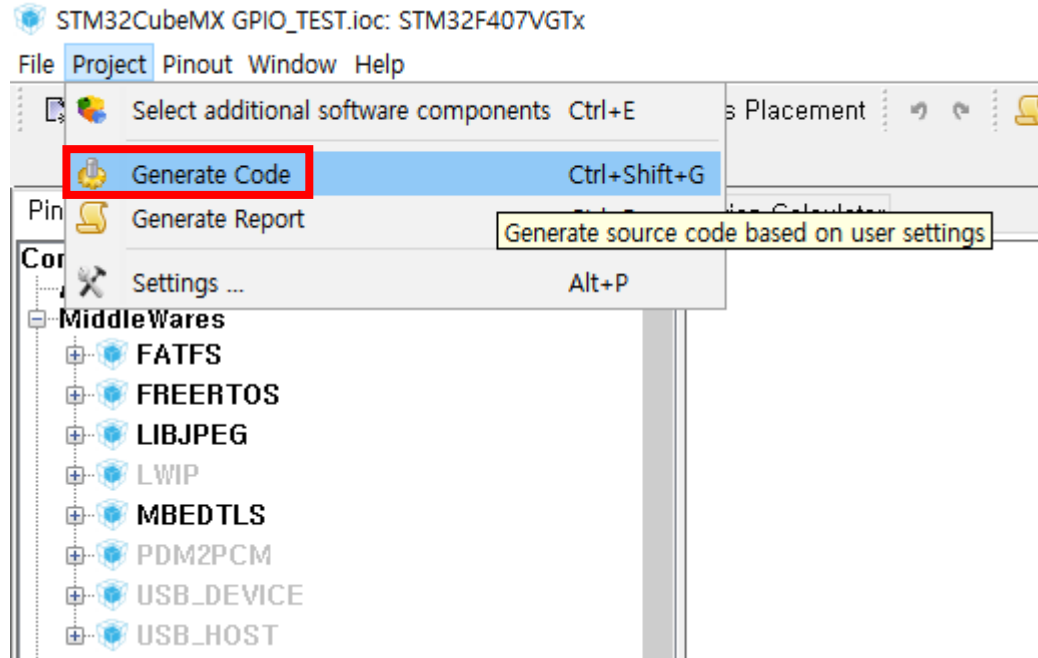 STM32CubeMX GPIO_TEST.ioc: STM32F407VGTx
File Project Pinout Window Help
Select additional software components Ctrl+E
s Placement
Generate Code Ctrl+Shift+G
Pin
Generate Report
Generate source code based on user settings
Cor
Settings ... Alt+P
MiddleWares
FATFS
FREERTOS
LIBJPEG
LWIP
MBEDTLS
PDM2PCM
USB_DEVICE
USB_HOST